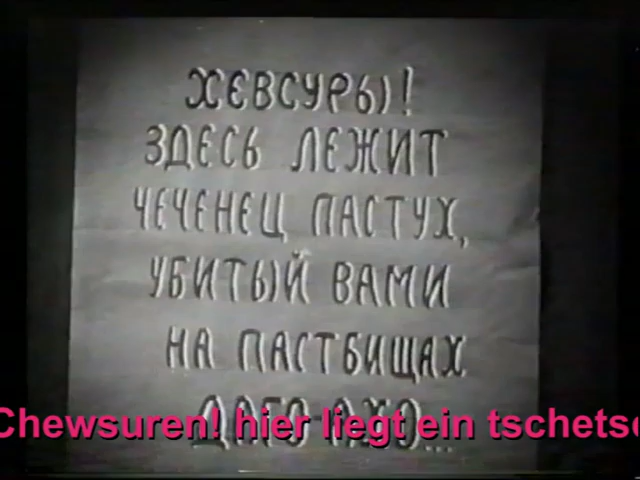 ХЕВСУРЫ!
ЗДЕСЬ ЛЕЖИТ
ЧЕЧЕНЕЦ ПАСТУХ,
УБИТЫЙ ВАМИ
НА ПАСТБИЩАХ
Chewsuren! hier liegt ein